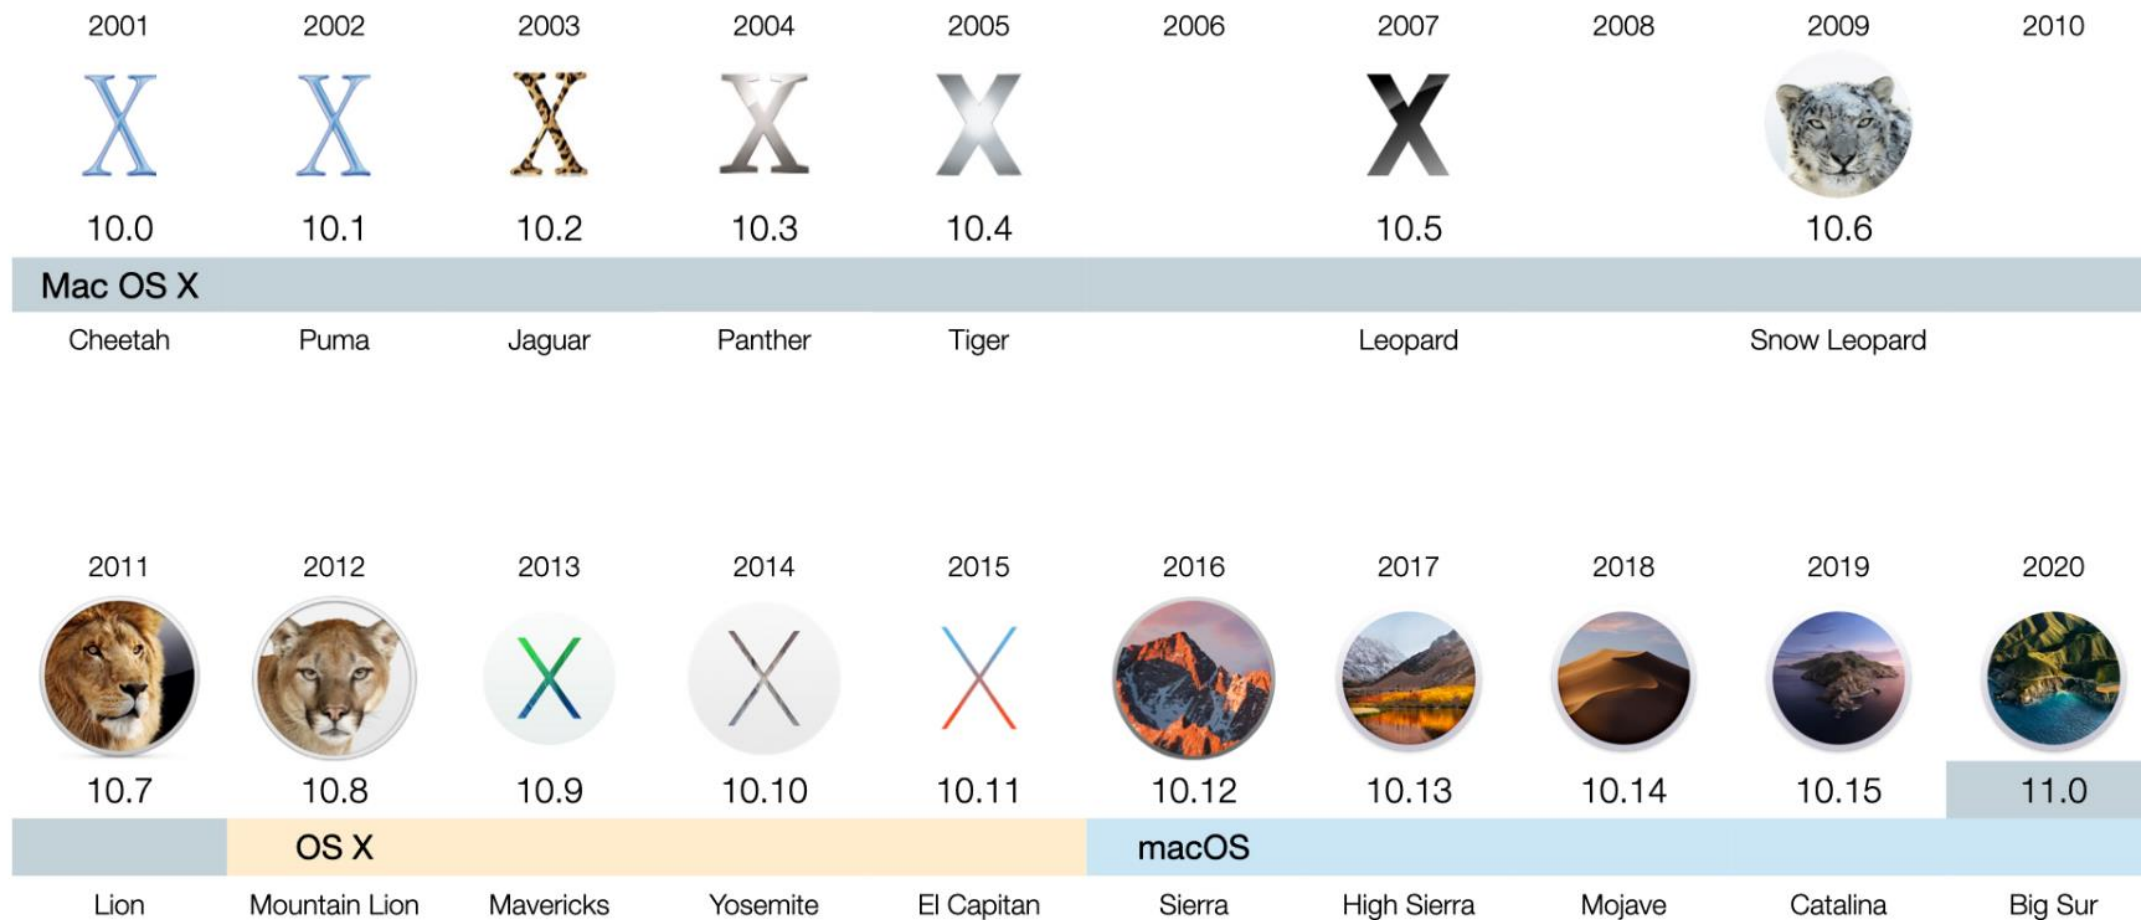 2001 2002 2003 2004 2005 2006 2007 2008 2009 2010
X X X X X X
10.0 10.1 10.2 10.3 10.4 10.5 10.6
Mac OS X
Cheetah Puma Jaguar Panther Tiger Leopard Snow Leopard
2011 2012 2013 2014 2015 2016 2017 2018 2019 2020
X X X
10.7 10.8 10.9 10.10 10.11 10.12 10.13 10.14 10.15 11.0
OS X macOS
Lion Mountain Lion Mavericks Yosemite El Capitan Sierra High Sierra Mojave Catalina Big Sur